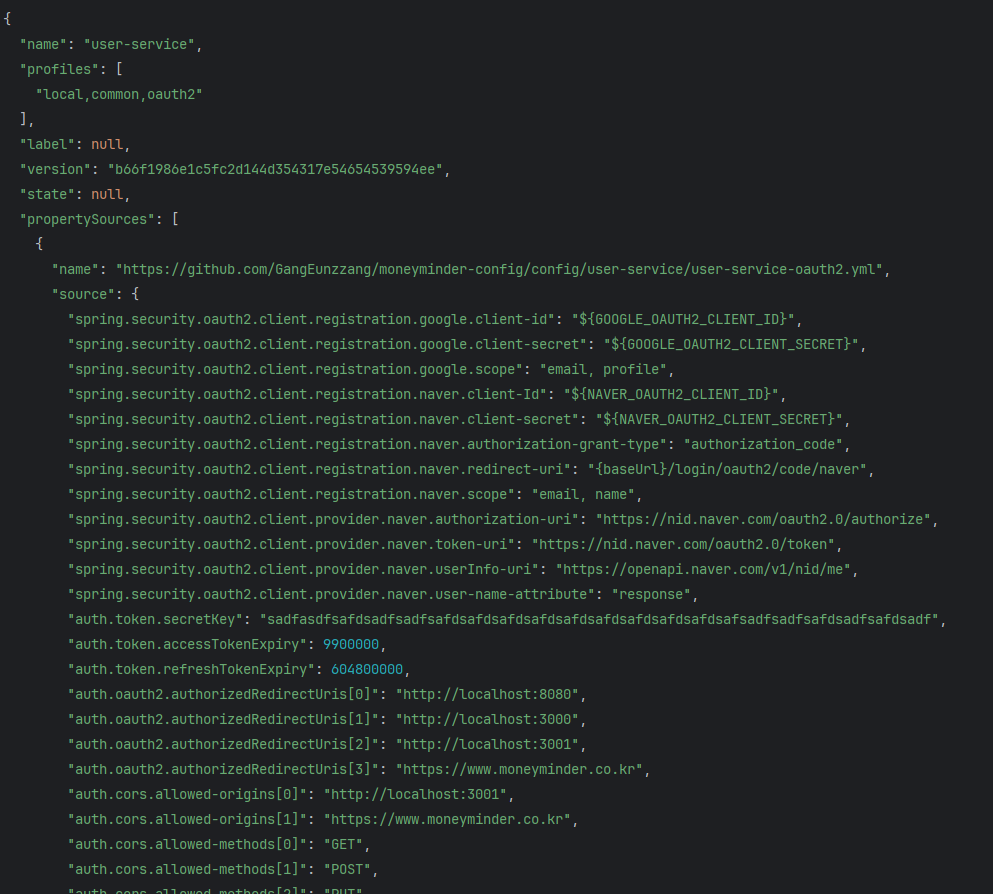 {
  "name": "user-service",
  "profiles": [
    "local,common,oauth2"
  ],
  "label": null,
  "version": "b66f1986e1c5fc2d144d354317e54654539594ee",
  "state": null,
  "propertySources": [
    {
      "name": "https://github.com/GangEunzzang/moneyminder-config/config/user-service/user-service-oauth2.yml",
      "source": {
        "spring.security.oauth2.client.registration.google.client-id": "${GOOGLE_OAUTH2_CLIENT_ID}",
        "spring.security.oauth2.client.registration.google.client-secret": "${GOOGLE_OAUTH2_CLIENT_SECRET}",
        "spring.security.oauth2.client.registration.google.scope": "email, profile",
        "spring.security.oauth2.client.registration.naver.client-Id": "${NAVER_OAUTH2_CLIENT_ID}",
        "spring.security.oauth2.client.registration.naver.client-secret": "${NAVER_OAUTH2_CLIENT_SECRET}",
        "spring.security.oauth2.client.registration.naver.authorization-grant-type": "authorization_code",
        "spring.security.oauth2.client.registration.naver.redirect-uri": "{baseUrl}/login/oauth2/code/naver",
        "spring.security.oauth2.client.registration.naver.scope": "email, name",
        "spring.security.oauth2.client.provider.naver.authorization-uri": "https://nid.naver.com/oauth2.0/authorize",
        "spring.security.oauth2.client.provider.naver.token-uri": "https://nid.naver.com/oauth2.0/token",
        "spring.security.oauth2.client.provider.naver.userInfo-uri": "https://openapi.naver.com/v1/nid/me",
        "spring.security.oauth2.client.provider.naver.user-name-attribute": "response",
        "auth.token.secretKey": "sadfasdfsafdsadfsadfsafdsafdsafdsafdsafdsafdsafdsafdsafdsafsadfsadfsafdsadfsafdsadf",
        "auth.token.accessTokenExpiry": 9900000,
        "auth.token.refreshTokenExpiry": 604800000,
        "auth.oauth2.authorizedRedirectUris[0]": "http://localhost:8080",
        "auth.oauth2.authorizedRedirectUris[1]": "http://localhost:3000",
        "auth.oauth2.authorizedRedirectUris[2]": "http://localhost:3001",
        "auth.oauth2.authorizedRedirectUris[3]": "https://www.moneyminder.co.kr",
        "auth.cors.allowed-origins[0]": "http://localhost:3001",
        "auth.cors.allowed-origins[1]": "https://www.moneyminder.co.kr",
        "auth.cors.allowed-methods[0]": "GET",
        "auth.cors.allowed-methods[1]": "POST",
        "auth.cors.allowed-methods[2]": "PUT"